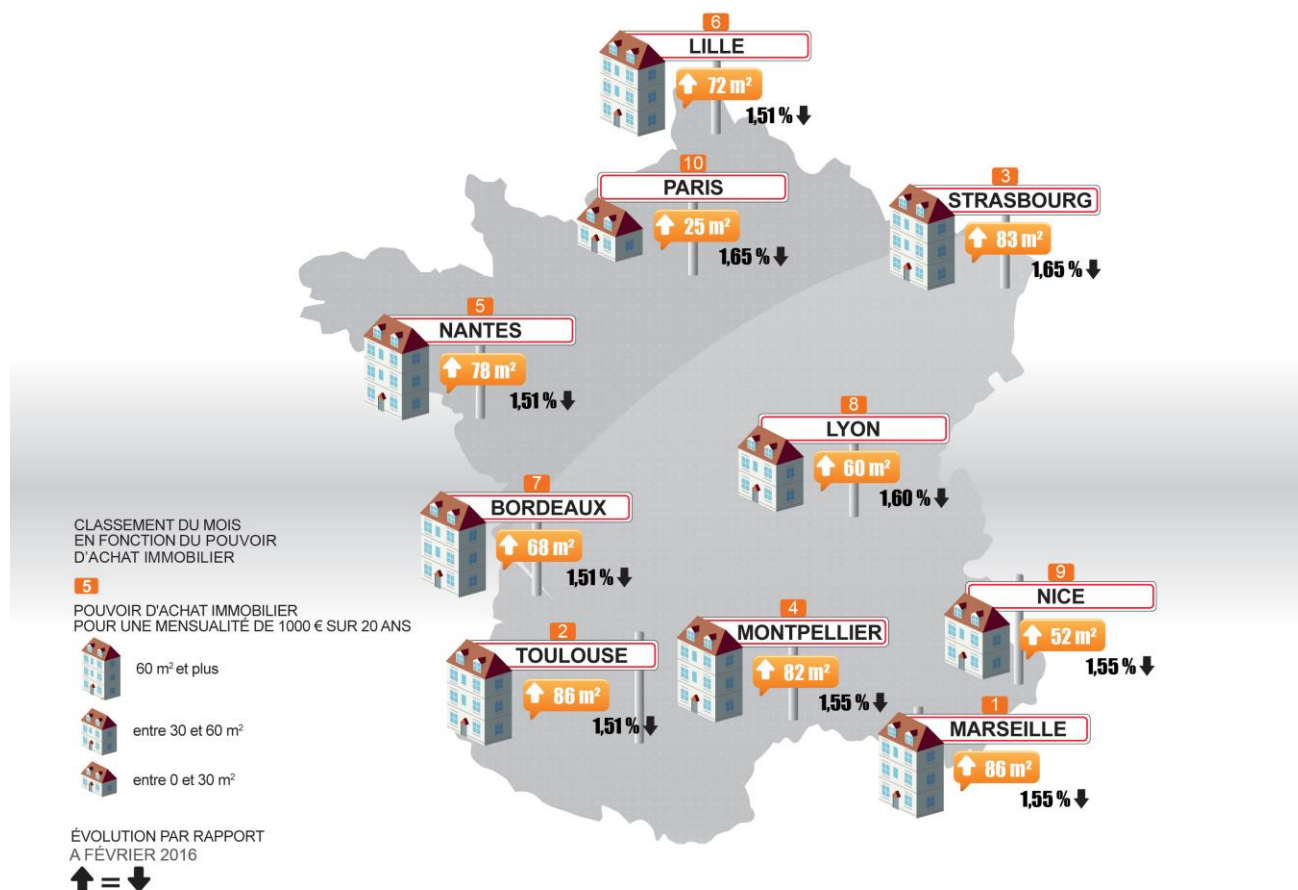 6
LILLE
72 m²
1,51 %
10
PARIS
25 m²
1,65 %
3
STRASBOURG
83 m²
1,65 %
5
NANTES
78 m²
1,51 %
8
LYON
60 m²
1,60 %
7
BORDEAUX
68 m²
1,51 %
9
NICE
52 m²
1,55 %
4
MONTPELLIER
82 m²
1,55 %
2
TOULOUSE
86 m²
1,51 %
1
MARSEILLE
86 m²
1,55 %
CLASSEMENT DU MOIS
EN FONCTION DU POUVOIR
D'ACHAT IMMOBILIER
5
POUVOIR D'ACHAT IMMOBILIER
POUR UNE MENSUALITÉ DE 1000 € SUR 20 ANS
60 m² et plus
entre 30 et 60 m²
entre 0 et 30 m²
ÉVOLUTION PAR RAPPORT
A FÉVRIER 2016
=